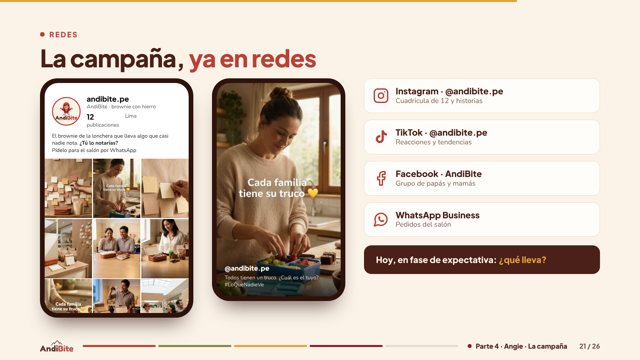 REDES
La campaña, ya en redes
AndiBite
andibite.pe
AndiBite · brownie con hierro
12
Lima
publicaciones
El brownie de la lonchera que lleva algo que casi
nadie nota. ¿Tú lo notarías?
Pídelo para el salón por WhatsApp
Cada familia
tiene su truco
Cada familia
tiene su truco 💛
@andibite.pe
Todos tienen un truco. ¿Cuál es el tuyo?
#LoQueNadieVe
Instagram · @andibite.pe
Cuadrícula de 12 y historias
TikTok · @andibite.pe
Reacciones y tendencias
Facebook · AndiBite
Grupo de papás y mamás
WhatsApp Business
Pedidos del salón
Hoy, en fase de expectativa: ¿qué lleva?
AndiBite
Parte 4 · Angie · La campaña
21 / 26